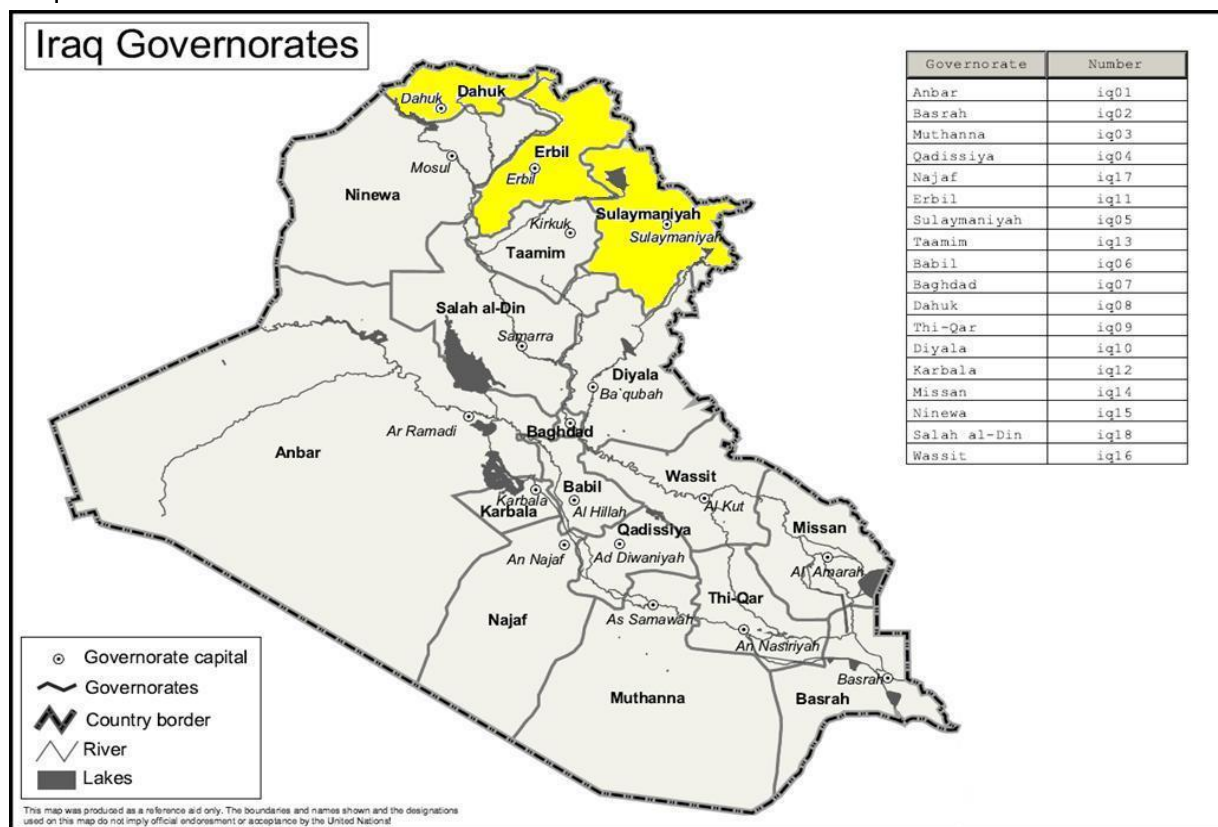 Iraq Governorates
Governorate Number
Anbar iq01
Basrah iq02
Muthanna iq03
Qadissiya iq04
Najaf iq17
Erbil iq11
Sulaymaniyah iq05
Taamim iq13
Babil iq06
Baghdad iq07
Dahuk iq08
Thi-Qar iq09
Diyala iq10
Karbala iq12
Missan iq14
Ninewa iq15
Salah al-Din iq18
Wassit iq16
Dahuk
Dahuk
Mosul
Erbil
Erbil
Ninewa
Sulaymaniyah
Sulaymaniyah
Kirkuk
Taamim
Salah al-Din
Samarra
Diyala
Ba`qubah
Ar Ramadi
Baghdad
Anbar
Wassit
Babil
Karbala
Al Hillah
Al Kut
Karbala
Qadissiya
Missan
An Najaf
Ad Diwaniyah
Al `Amarah
Thi-Qar
Najaf
As Samawah
An Nasiriyah
Basrah
Muthanna
Basrah
Governorate capital
Governorates
Country border
River
Lakes
This map was produced as a reference aid only. The boundaries and names shown and the designations
used on this map do not imply official endoresment or acceptance by the United Nations!